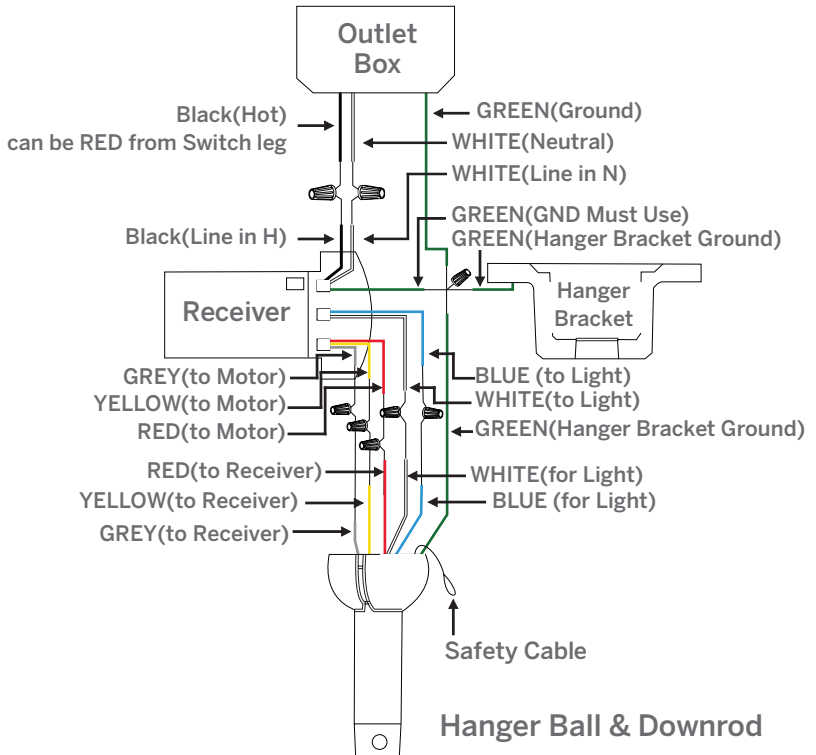 Outlet
Box
Black(Hot)
can be RED from Switch leg
GREEN(Ground)
WHITE(Neutral)
WHITE(Line in N)
GREEN(GND Must Use)
Black(Line in H)
GREEN(Hanger Bracket Ground)
Receiver
Hanger
Bracket
GREY(to Motor)
BLUE (to Light)
YELLOW(to Motor)
WHITE(to Light)
RED(to Motor)
GREEN(Hanger Bracket Ground)
RED(to Receiver)
WHITE(for Light)
YELLOW(to Receiver)
BLUE (for Light)
GREY(to Receiver)
Safety Cable
Hanger Ball & Downrod